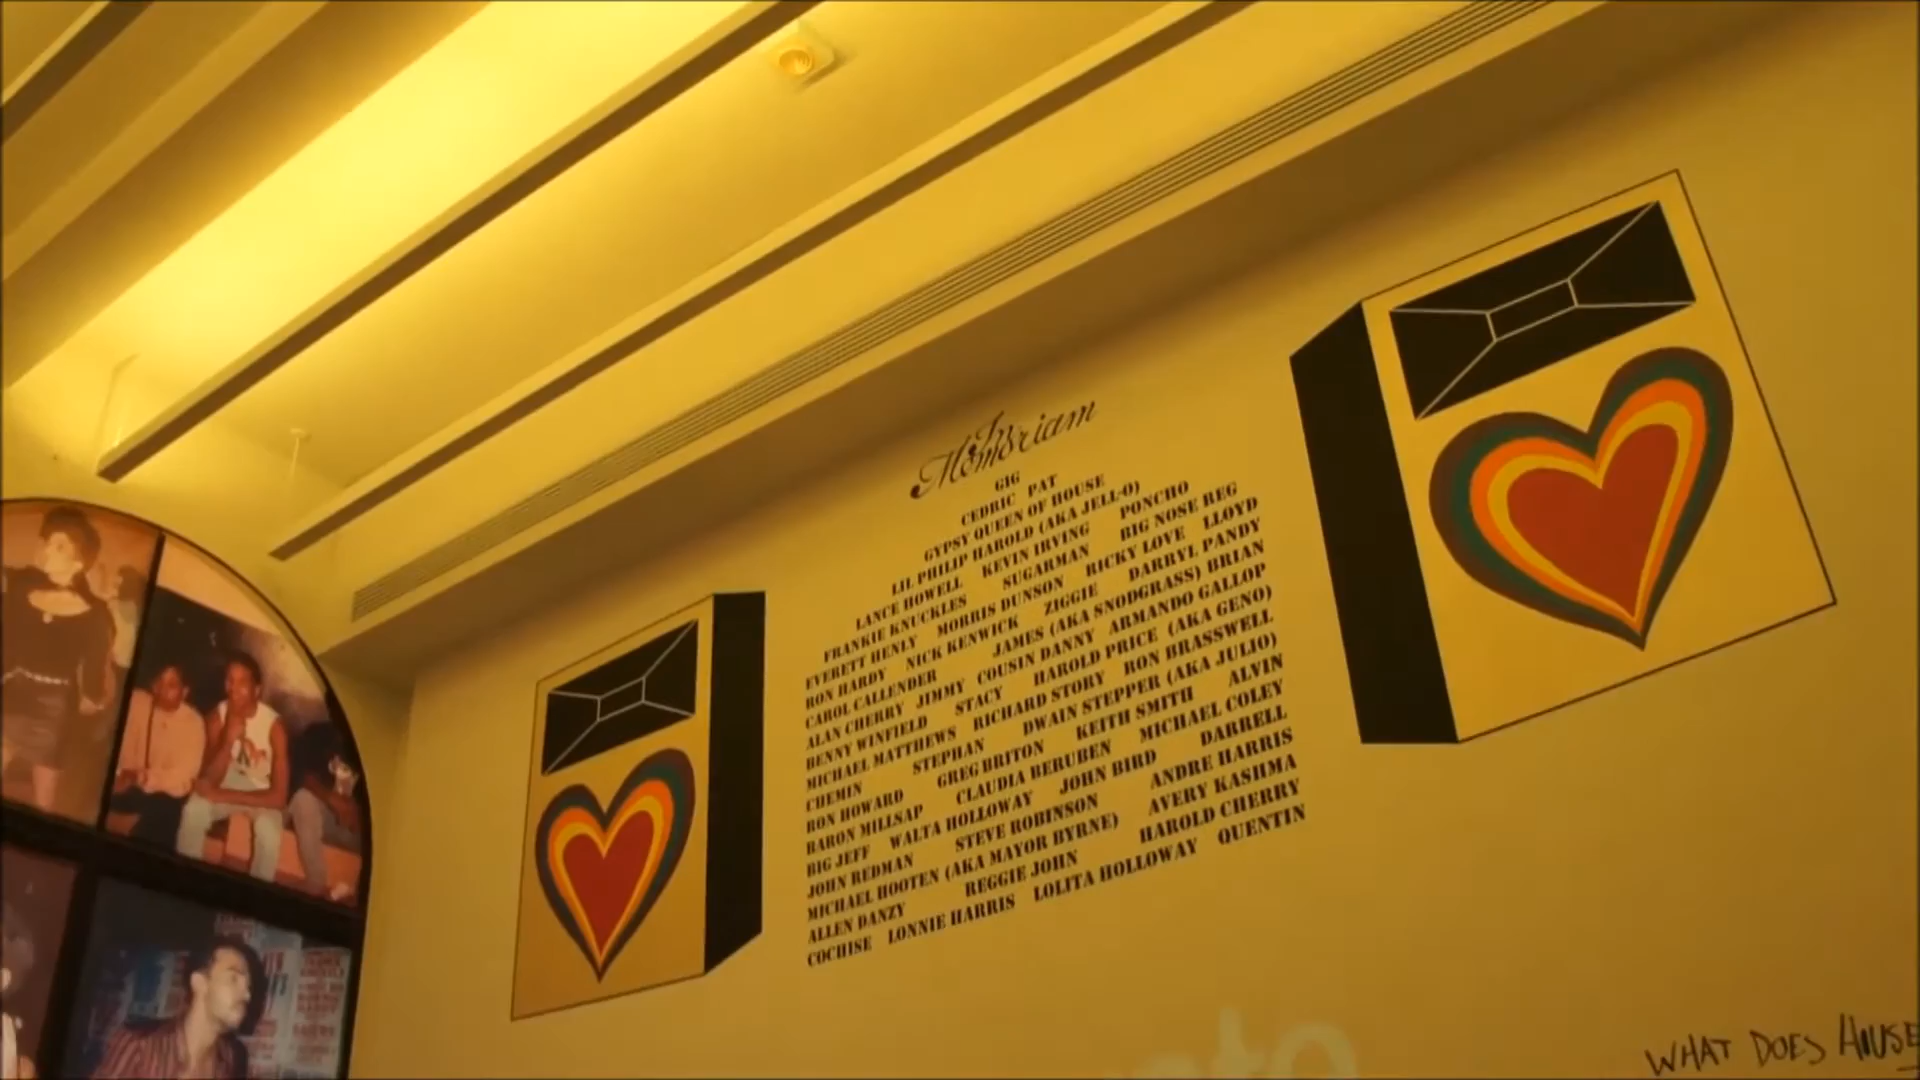 In
Memoriam
GIG
CEDRIC PAT
GYPSY QUEEN OF HOUSE
LIL PHILIP HAROLD (AKA JELL-O)
LANCE HOWELL KEVIN IRVING PONCHO
FRANKIE KNUCKLES SUGARMAN BIG NOSE REG
EVERETT HENLY MORRIS DUNSON RICKY LOVE LLOYD
RON HARDY NICK KENWICK ZIGGIE DARRYL PANDY
CAROL CALLENDER JAMES (AKA SNODGRASS) BRIAN
ALAN CHERRY JIMMY COUSIN DANNY ARMANDO GALLOP
BENNY WINFIELD STACY HAROLD PRICE (AKA GENO)
MICHAEL MATTHEWS RICHARD STORY RON BRASSWELL
CHEMIN STEPHAN DWAIN STEPPER (AKA JULIO)
RON HOWARD GREG BRITON KEITH SMITH ALVIN
BARON MILLSAP CLAUDIA BERUBEN MICHAEL COLEY
BIG JEFF WALTA HOLLOWAY JOHN BIRD DARRELL
JOHN REDMAN STEVE ROBINSON ANDRE HARRIS
MICHAEL HOOTEN (AKA MAYOR BYRNE) AVERY KASHMA
ALLEN DANZY REGGIE JOHN HAROLD CHERRY
COCHISE LONNIE HARRIS LOLITA HOLLOWAY QUENTIN
WHAT DOES HOUSE